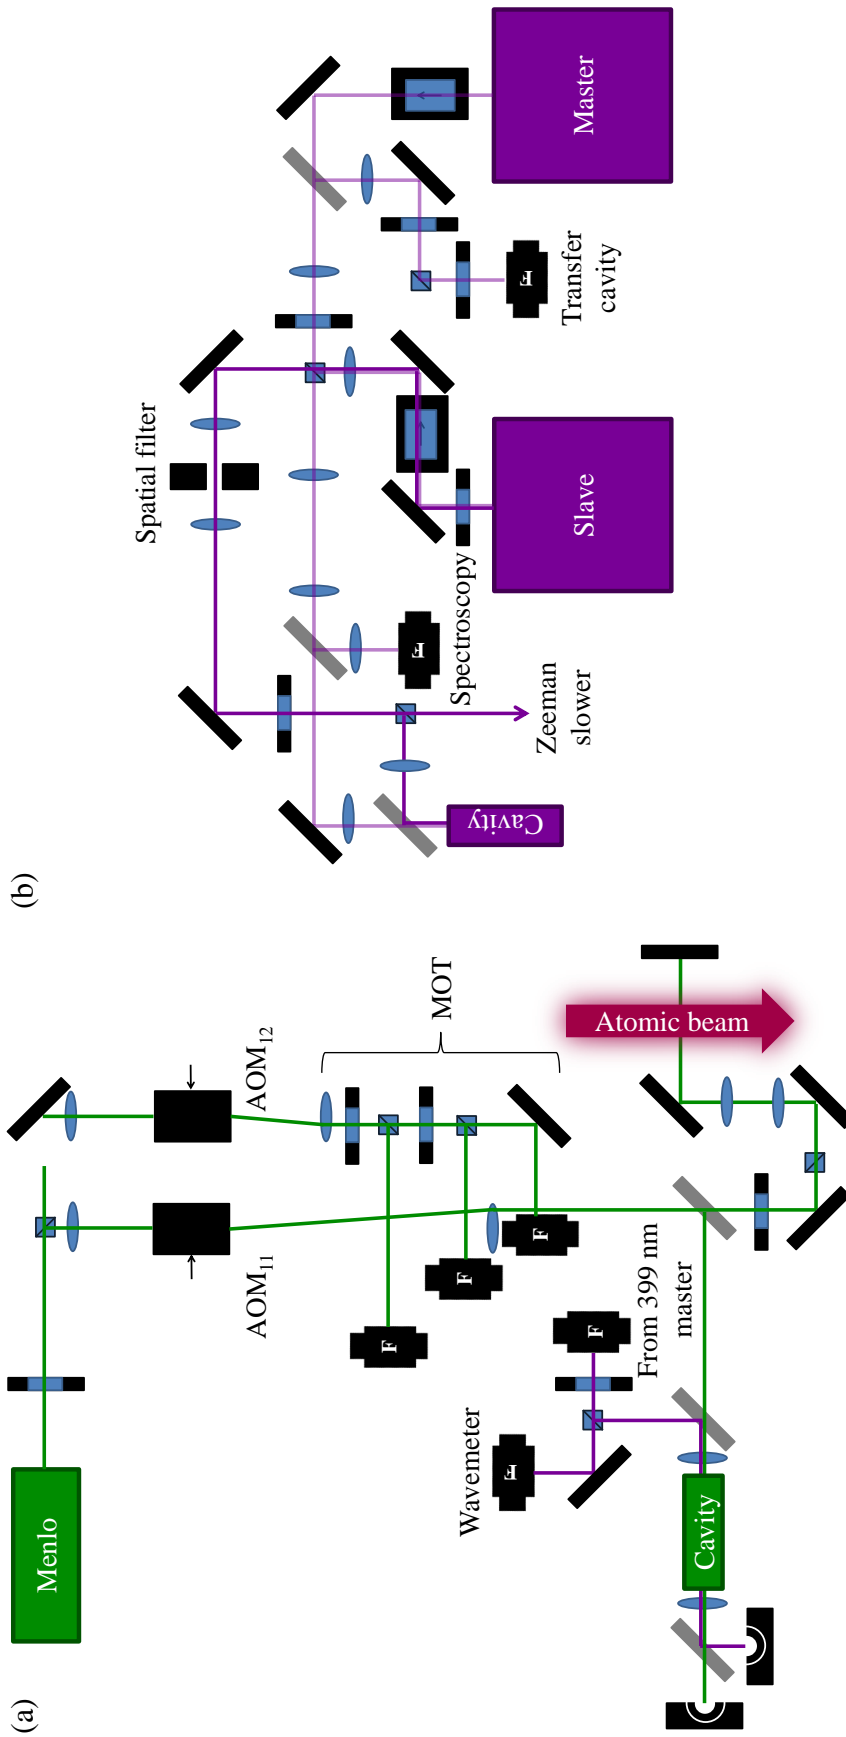 (a)
Menlo
AOM11
AOM12
MOT
F
F
F
Wavemeter
F
F
From 399 nm
master
Cavity
Atomic beam
(b)
Spatial filter
Master
Transfer
cavity
F
Slave
Spectroscopy
F
Zeeman
slower
Cavity